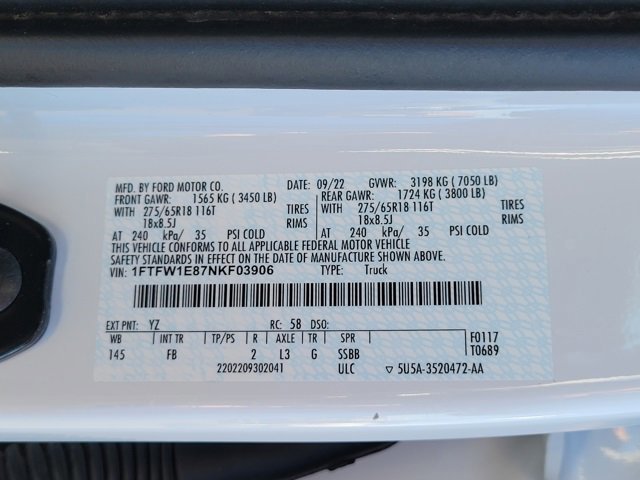 MFD. BY FORD MOTOR CO. DATE: 09/22 GVWR: 3198 KG ( 7050 LB)
FRONT GAWR: 1565 KG ( 3450 LB) REAR GAWR: 1724 KG ( 3800 LB)
WITH 275/65R18 116T TIRES WITH 275/65R18 116T TIRES
18x8.5J RIMS 18x8.5J RIMS
AT 240 kPa/ 35 PSI COLD AT 240 kPa/ 35 PSI COLD
THIS VEHICLE CONFORMS TO ALL APPLICABLE FEDERAL MOTOR VEHICLE
SAFETY STANDARDS IN EFFECT ON THE DATE OF MANUFACTURE SHOWN ABOVE.
VIN: 1FTFW1E87NKF03906 TYPE: Truck
EXT PNT: YZ RC: 58 DSO:
WB INT TR TP/PS R AXLE TR SPR F0117
145 FB 2 L3 G SSBB T0689
2202209302041 ULC ▽ 5U5A-3520472-AA